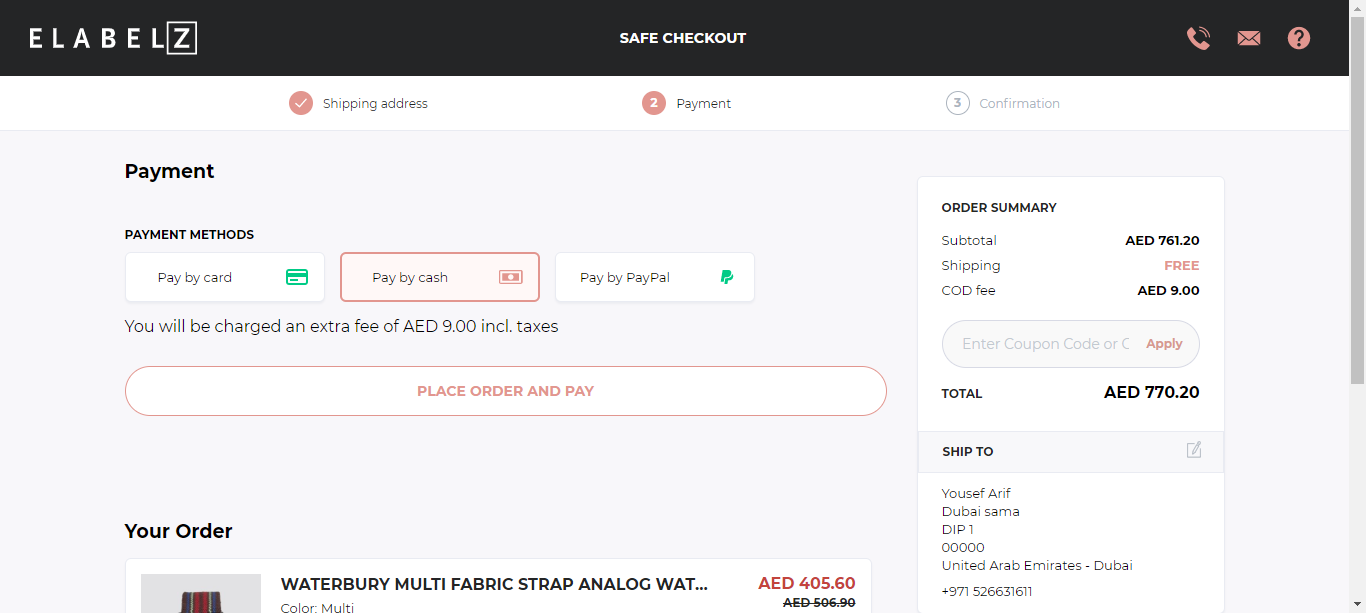 ELABELZ
SAFE CHECKOUT
Shipping address
2 Payment
3 Confirmation
Payment
PAYMENT METHODS
Pay by card
Pay by cash
Pay by PayPal
You will be charged an extra fee of AED 9.00 incl. taxes
PLACE ORDER AND PAY
Your Order
WATERBURY MULTI FABRIC STRAP ANALOG WAT...
AED 405.60
AED 506.90
Color: Multi
ORDER SUMMARY
Subtotal AED 761.20
Shipping FREE
COD fee AED 9.00
Enter Coupon Code or C Apply
TOTAL AED 770.20
SHIP TO
Yousef Arif
Dubai sama
DIP 1
00000
United Arab Emirates - Dubai
+971 526631611